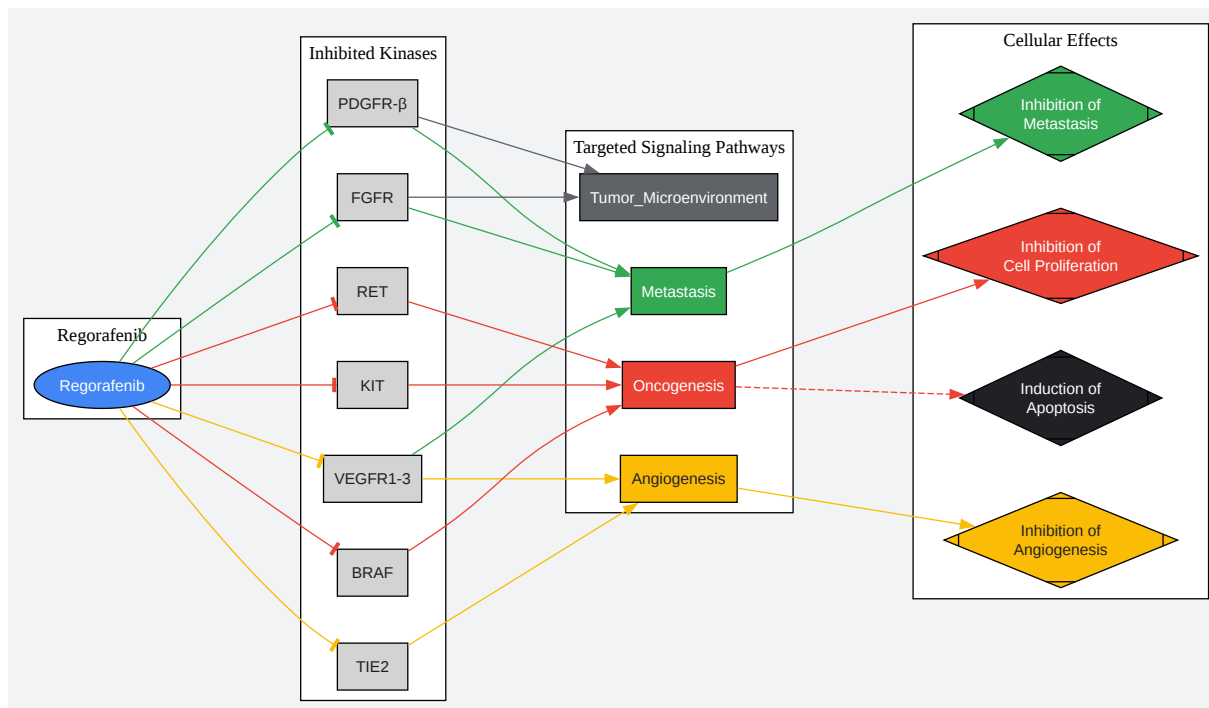 Regorafenib
Regorafenib
Inhibited Kinases
PDGFR-β
FGFR
RET
KIT
VEGFR1-3
BRAF
TIE2
Targeted Signaling Pathways
Tumor_Microenvironment
Metastasis
Oncogenesis
Angiogenesis
Cellular Effects
Inhibition of
Metastasis
Inhibition of
Cell Proliferation
Induction of
Apoptosis
Inhibition of
Angiogenesis